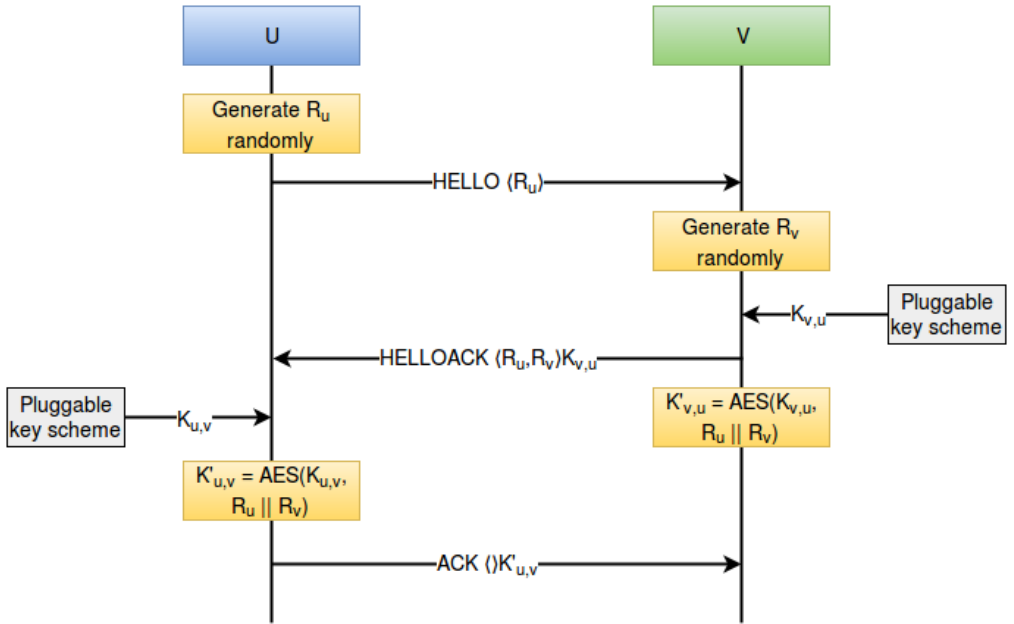 U
V
Generate Rᵤ
randomly
HELLO ⟨Rᵤ⟩
Generate Rᵥ
randomly
Pluggable
key scheme
Kᵥ,ᵤ
HELLOACK ⟨Rᵤ,Rᵥ⟩Kᵥ,ᵤ
Pluggable
key scheme
Kᵤ,ᵥ
K'ᵥ,ᵤ = AES(Kᵥ,ᵤ,
Rᵤ || Rᵥ)
K'ᵤ,ᵥ = AES(Kᵤ,ᵥ,
Rᵤ || Rᵥ)
ACK ⟨⟩K'ᵤ,ᵥ